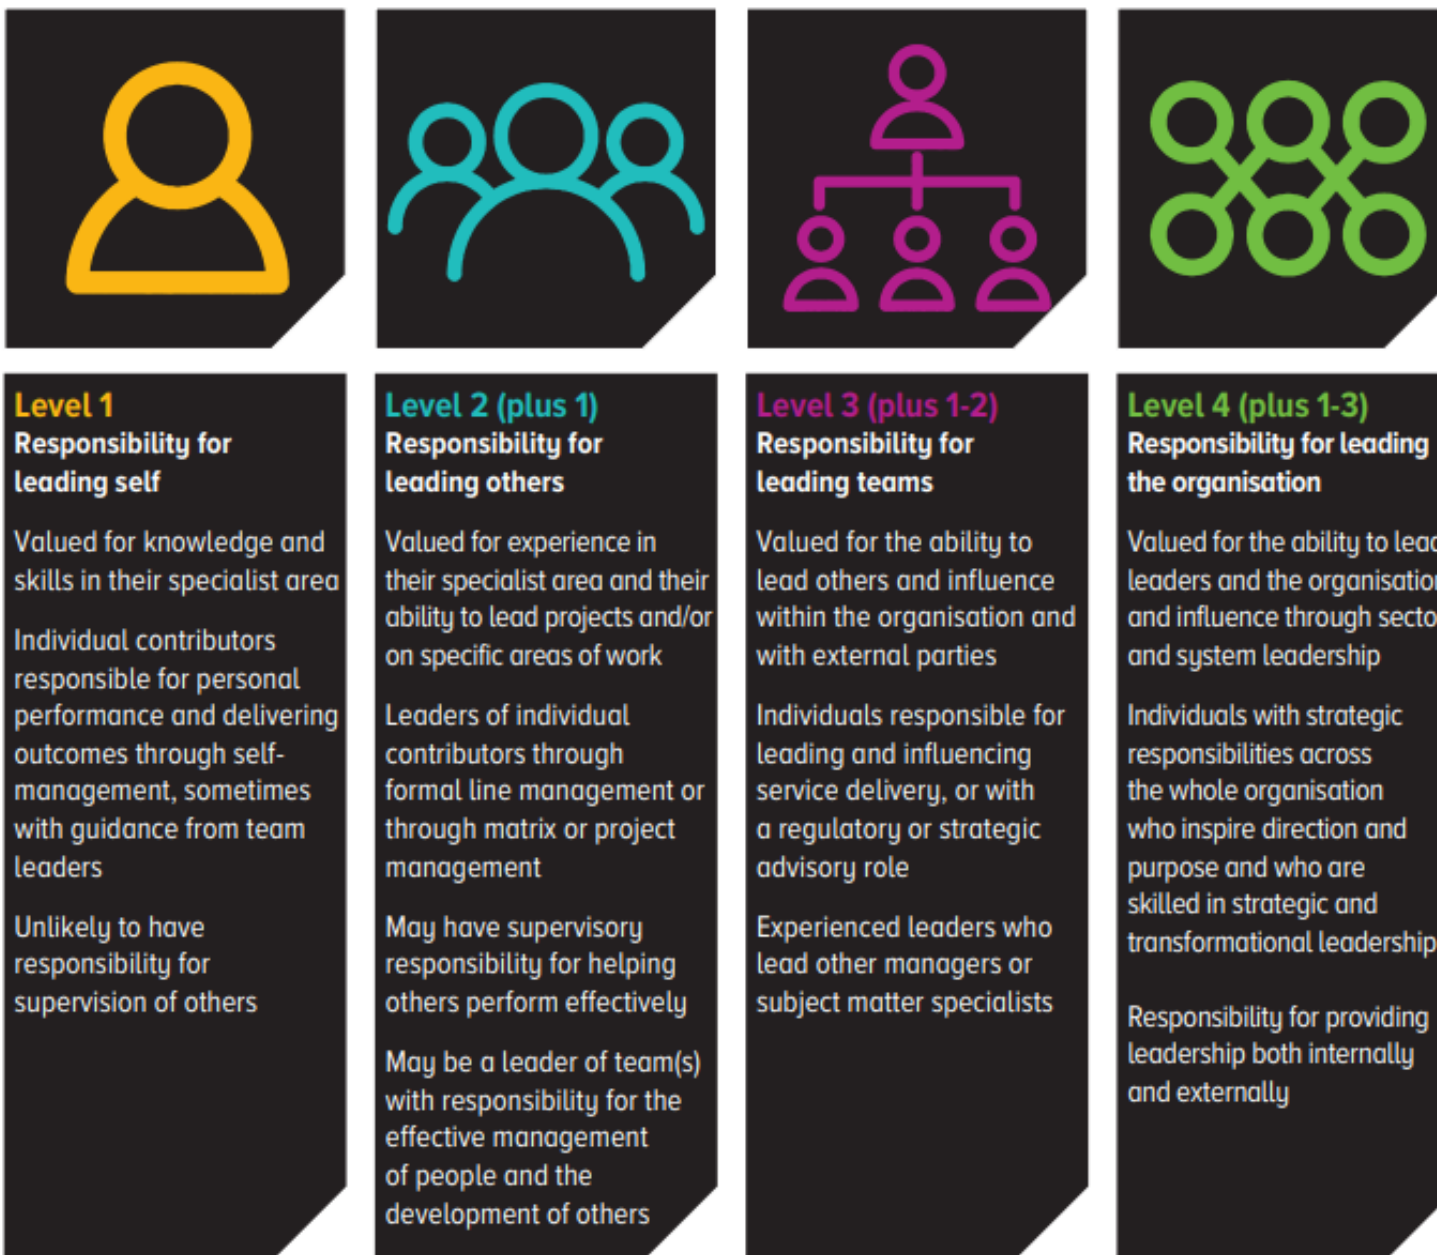 Level 1
Responsibility for
leading self
Valued for knowledge and
skills in their specialist area
Individual contributors
responsible for personal
performance and delivering
outcomes through self-
management, sometimes
with guidance from team
leaders
Unlikely to have
responsibility for
supervision of others
Level 2 (plus 1)
Responsibility for
leading others
Valued for experience in
their specialist area and their
ability to lead projects and/or
on specific areas of work
Leaders of individual
contributors through
formal line management or
through matrix or project
management
May have supervisory
responsibility for helping
others perform effectively
May be a leader of team(s)
with responsibility for the
effective management
of people and the
development of others
Level 3 (plus 1-2)
Responsibility for
leading teams
Valued for the ability to
lead others and influence
within the organisation and
with external parties
Individuals responsible for
leading and influencing
service delivery, or with
a regulatory or strategic
advisory role
Experienced leaders who
lead other managers or
subject matter specialists
Level 4 (plus 1-3)
Responsibility for leading
the organisation
Valued for the ability to lead
leaders and the organisation
and influence through secto
and system leadership
Individuals with strategic
responsibilities across
the whole organisation
who inspire direction and
purpose and who are
skilled in strategic and
transformational leadership
Responsibility for providing
leadership both internally
and externally